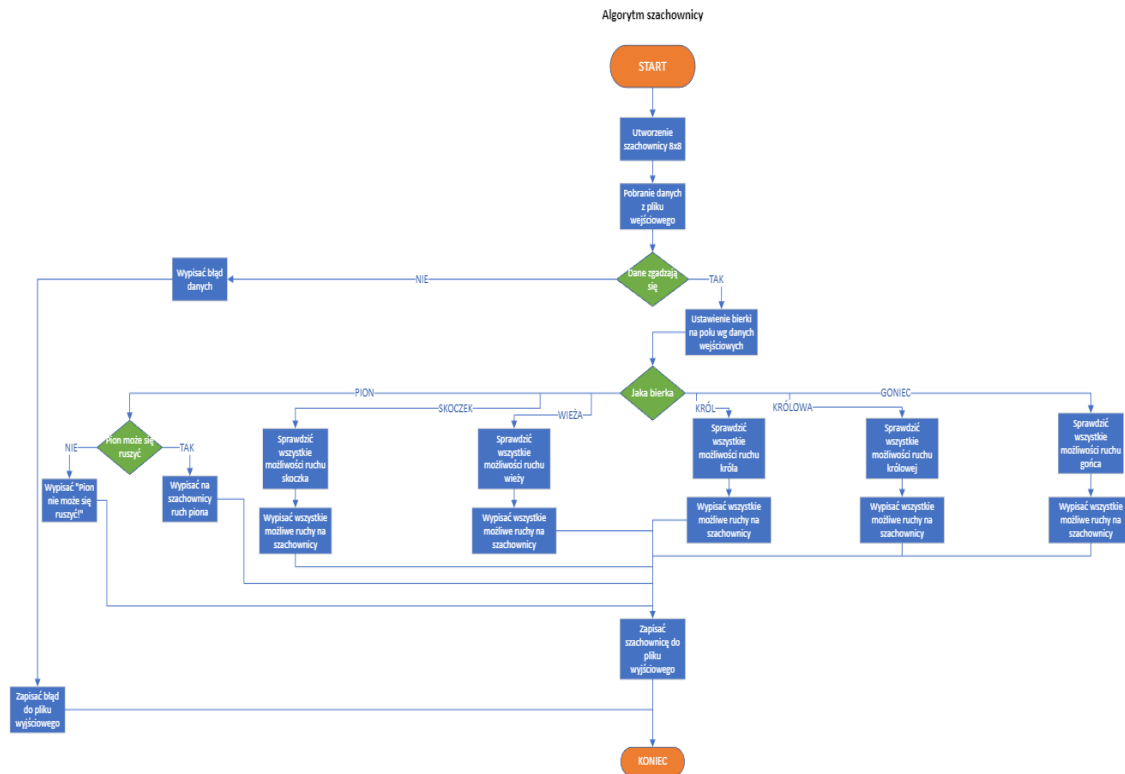 Algorytm szachownicy
START
Utworzenie
szachownicy 8x8
Pobranie danych
z pliku
wejściowego
Dane zgadzają
się
NIE
TAK
Wypisać błąd
danych
Ustawienie bierki
na polu wg danych
wejściowych
Jaka bierka
PION
SKOCZEK
WIEŻA
KRÓL
KRÓLOWA
GONIEC
Pion może się
ruszyć
NIE
TAK
Wypisać "Pion
nie może się
ruszyć!"
Wypisać na
szachownicy
ruch piona
Sprawdzić
wszystkie
możliwości ruchu
skoczka
Sprawdzić
wszystkie
możliwości ruchu
wieży
Sprawdzić
wszystkie
możliwości ruchu
króla
Sprawdzić
wszystkie
możliwości ruchu
królowej
Sprawdzić
wszystkie
możliwości ruchu
gońca
Wypisać wszystkie
możliwe ruchy na
szachownicy
Wypisać wszystkie
możliwe ruchy na
szachownicy
Wypisać wszystkie
możliwe ruchy na
szachownicy
Wypisać wszystkie
możliwe ruchy na
szachownicy
Wypisać wszystkie
możliwe ruchy na
szachownicy
Zapisać
szachownicę do
pliku
wyjściowego
Zapisać błąd
do pliku
wyjściowego
KONIEC